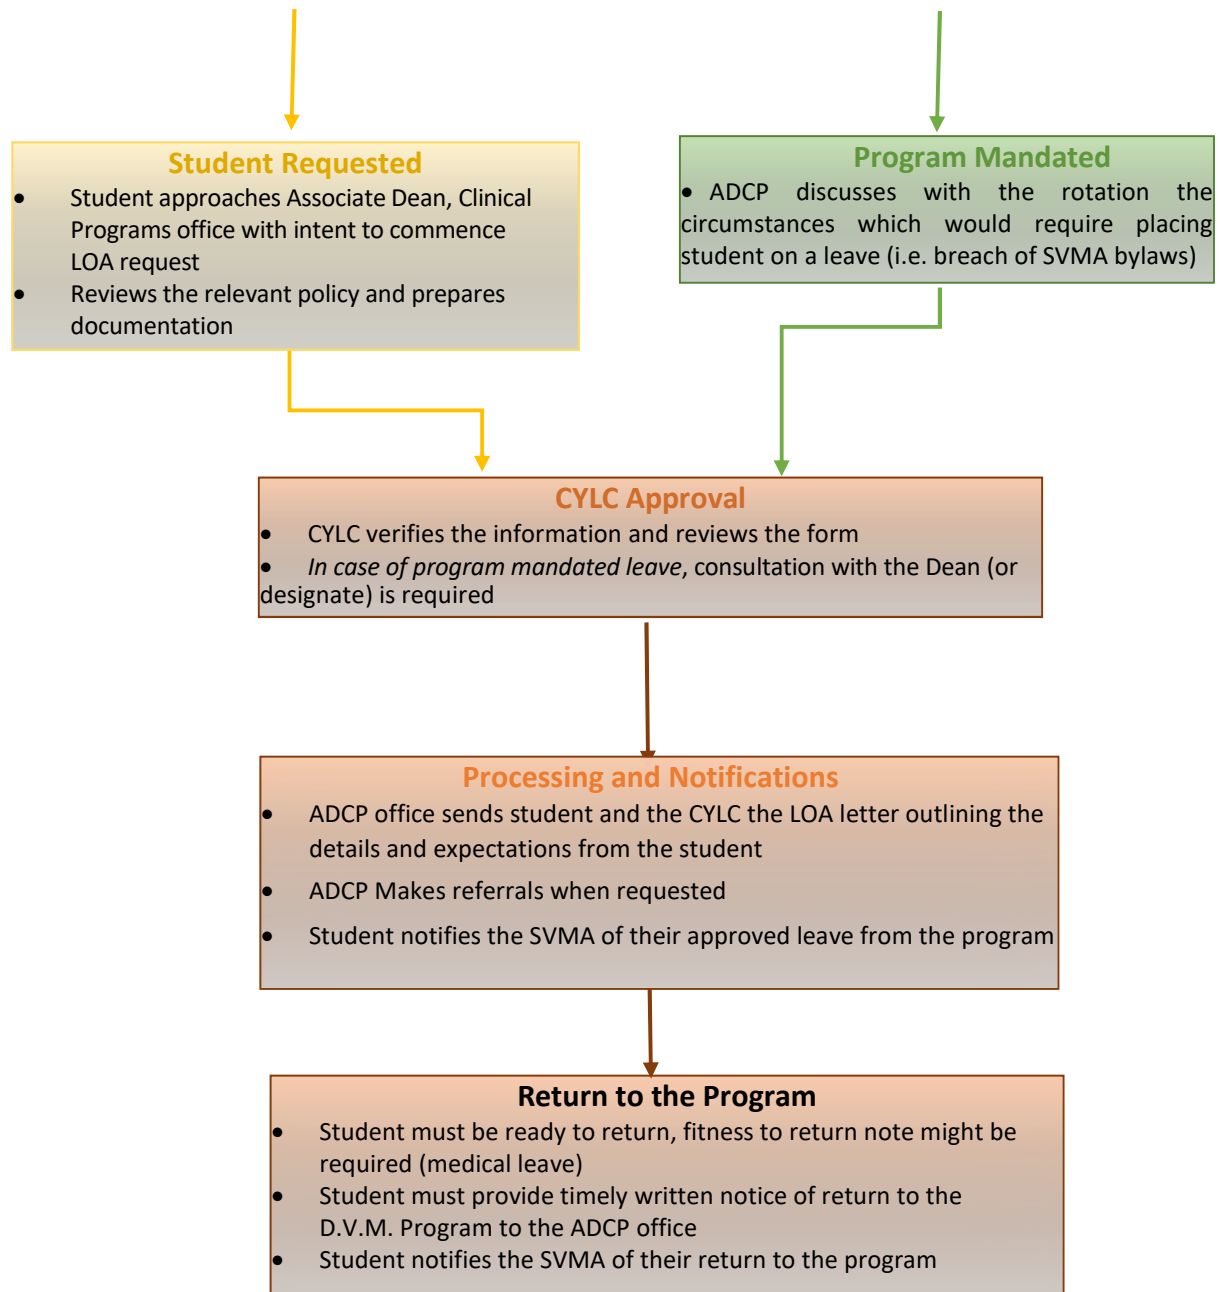 Student Requested
• Student approaches Associate Dean, Clinical
Programs office with intent to commence
LOA request
• Reviews the relevant policy and prepares
documentation
Program Mandated
• ADCP discusses with the rotation the
circumstances which would require placing
student on a leave (i.e. breach of SVMA bylaws)
CYLC Approval
• CYLC verifies the information and reviews the form
• In case of program mandated leave, consultation with the Dean (or
designate) is required
Processing and Notifications
• ADCP office sends student and the CYLC the LOA letter outlining the
details and expectations from the student
• ADCP Makes referrals when requested
• Student notifies the SVMA of their approved leave from the program
Return to the Program
• Student must be ready to return, fitness to return note might be
required (medical leave)
• Student must provide timely written notice of return to the
D.V.M. Program to the ADCP office
• Student notifies the SVMA of their return to the program